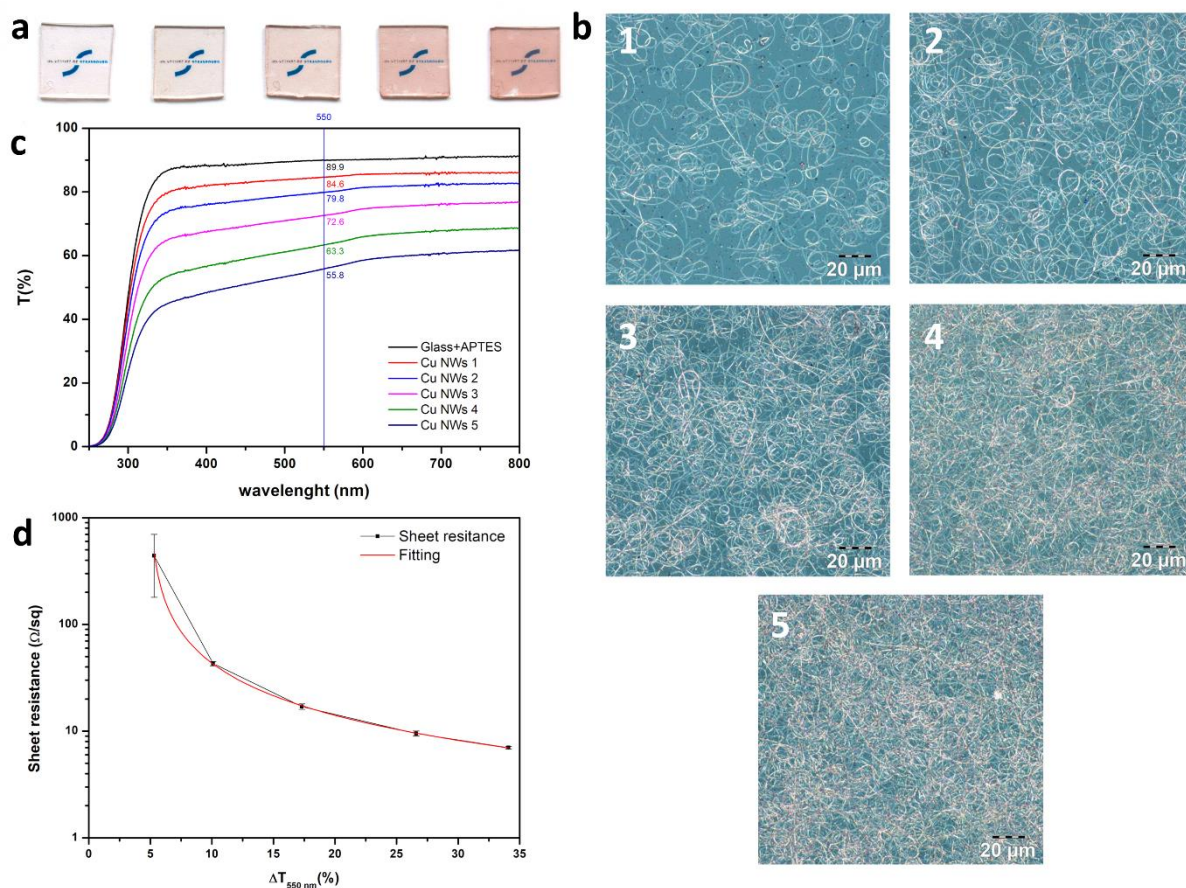 a
b
1
2
20 µm
20 µm
3
4
20 µm
20 µm
5
20 µm
c
550
100
80
60
40
20
0
T(%)
89.9
84.6
79.8
72.6
63.3
55.8
Glass+APTES
Cu NWs 1
Cu NWs 2
Cu NWs 3
Cu NWs 4
Cu NWs 5
300 400 500 600 700 800
wavelenght (nm)
d
1000
100
10
1
Sheet resistance (Ω/sq)
Sheet resitance
Fitting
0 5 10 15 20 25 30 35
ΔT550 nm(%)